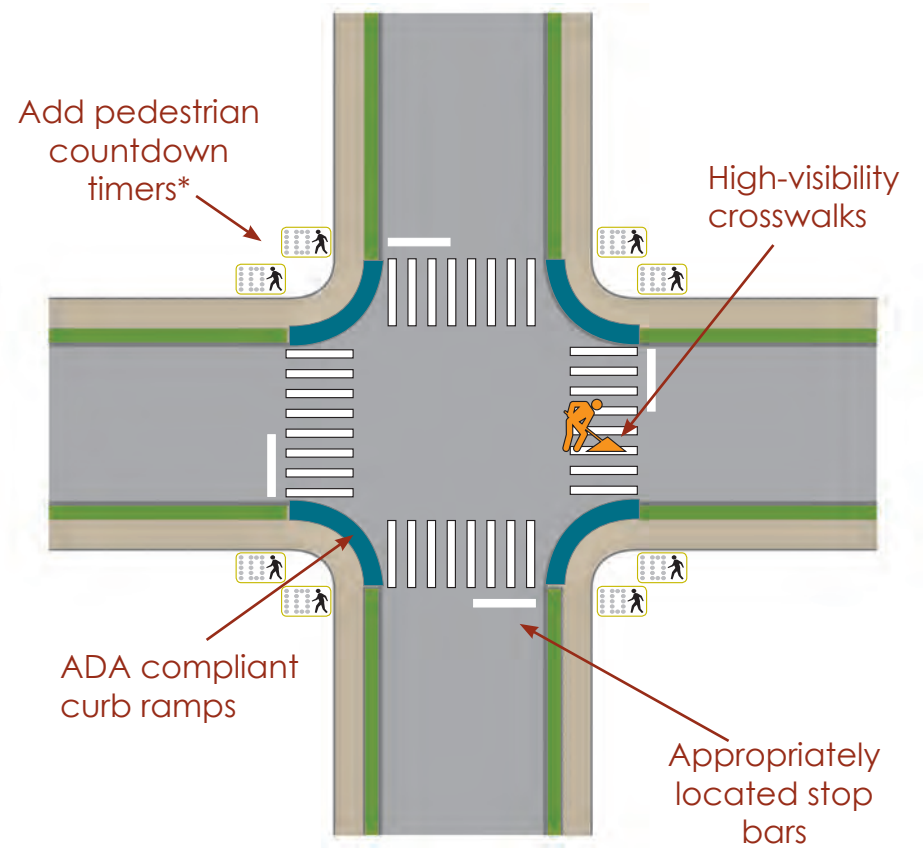 Add pedestrian
countdown
timers*
High-visibility
crosswalks
ADA compliant
curb ramps
Appropriately
located stop
bars